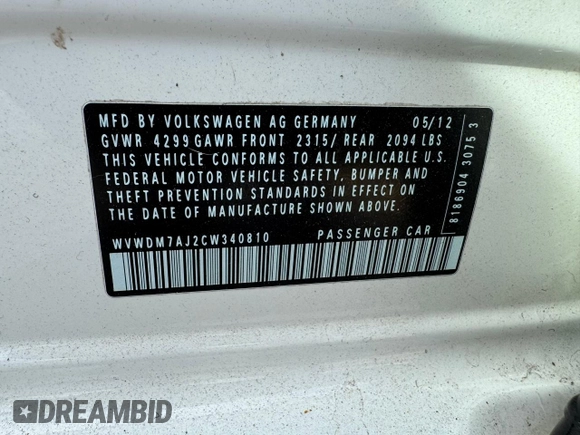 MFD BY VOLKSWAGEN AG GERMANY 05/12
GVWR 4299 GAWR FRONT 2315/ REAR 2094 LBS
THIS VEHICLE CONFORMS TO ALL APPLICABLE U.S.
FEDERAL MOTOR VEHICLE SAFETY, BUMPER AND
THEFT PREVENTION STANDARDS IN EFFECT ON
THE DATE OF MANUFACTURE SHOWN ABOVE.
WVWDM7AJ2CW340810 PASSENGER CAR
8186904 3075 3
DREAMBID